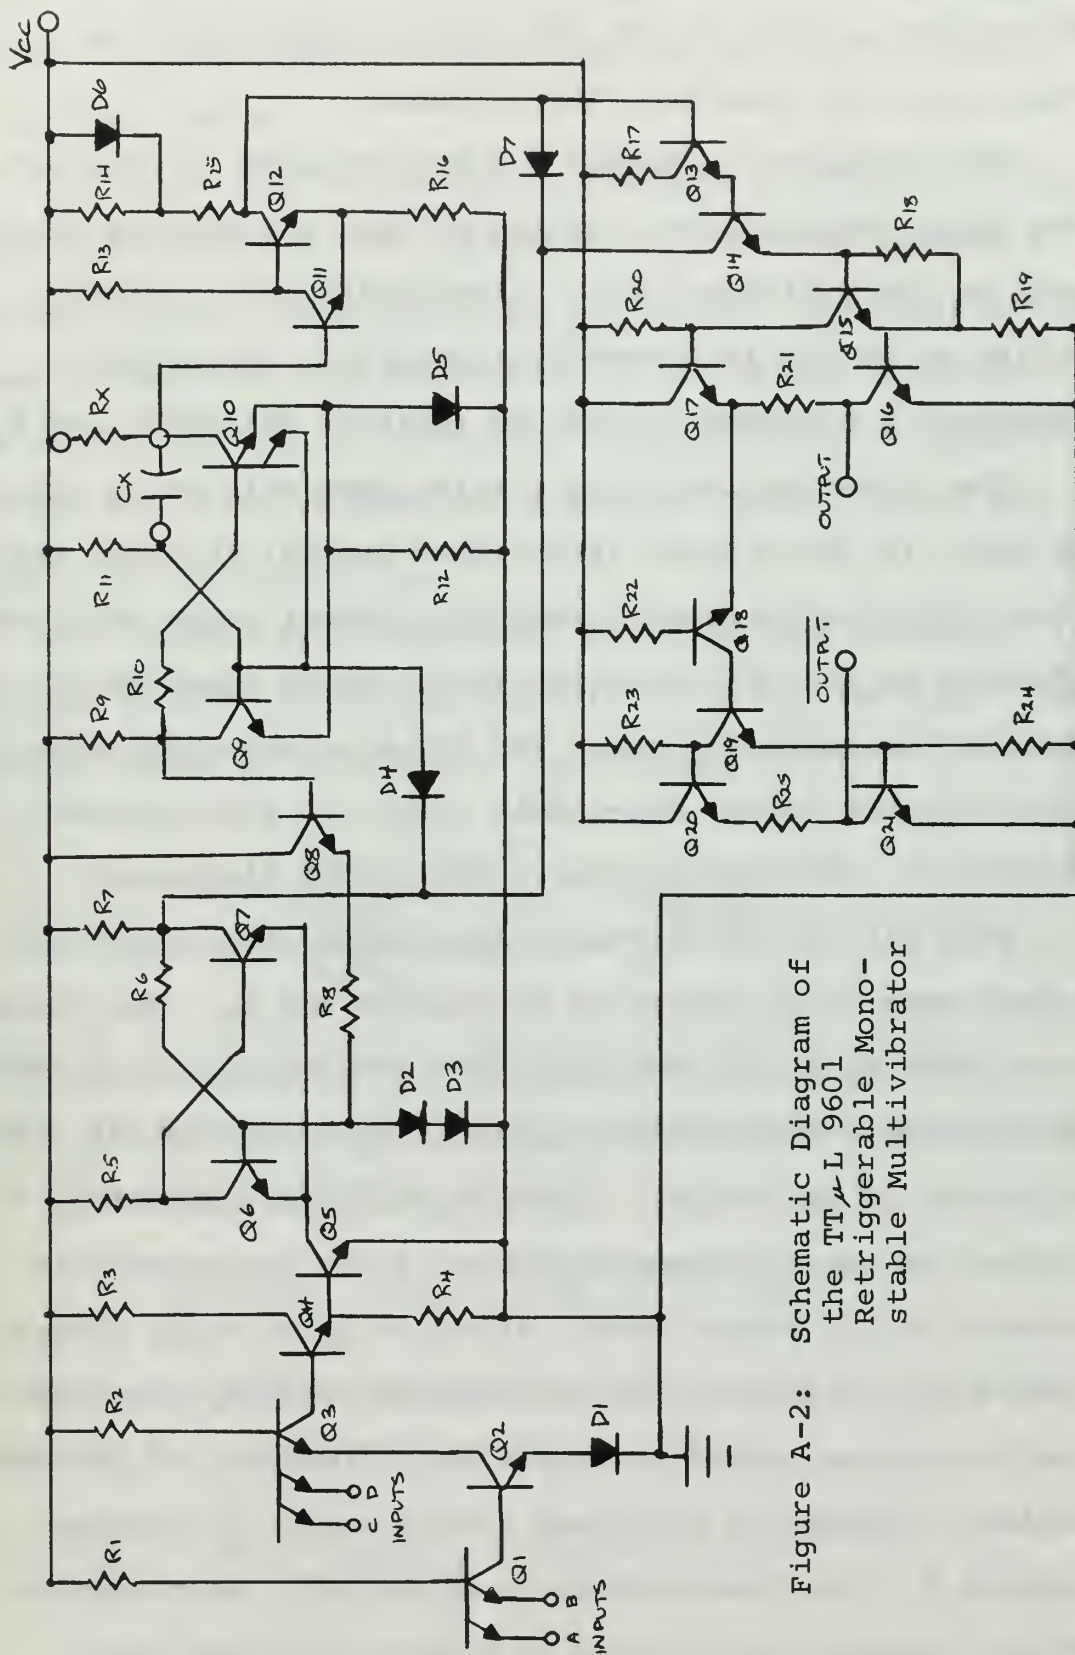 Vcc
R1
R2
R3
R5
R7
R9
R11
RX
R13
R14
D6
R6
R10
CX
R15
Q6
Q7
Q8
Q9
Q10
Q11
Q12
Q3
Q4
Q5
R8
D2
D3
D4
R12
D5
R16
C D
INPUTS
R4
Q1
Q2
A B
INPUTS
D1
D7
R23
R22
R20
R17
Q20
Q19
Q18
Q17
Q14
Q13
R25
R21
Q15
R18
OUTPUT
OUTPUT
Q21
Q16
R24
R19
Figure A-2: Schematic Diagram of
the TTμL 9601
Retriggerable Mono-
stable Multivibrator